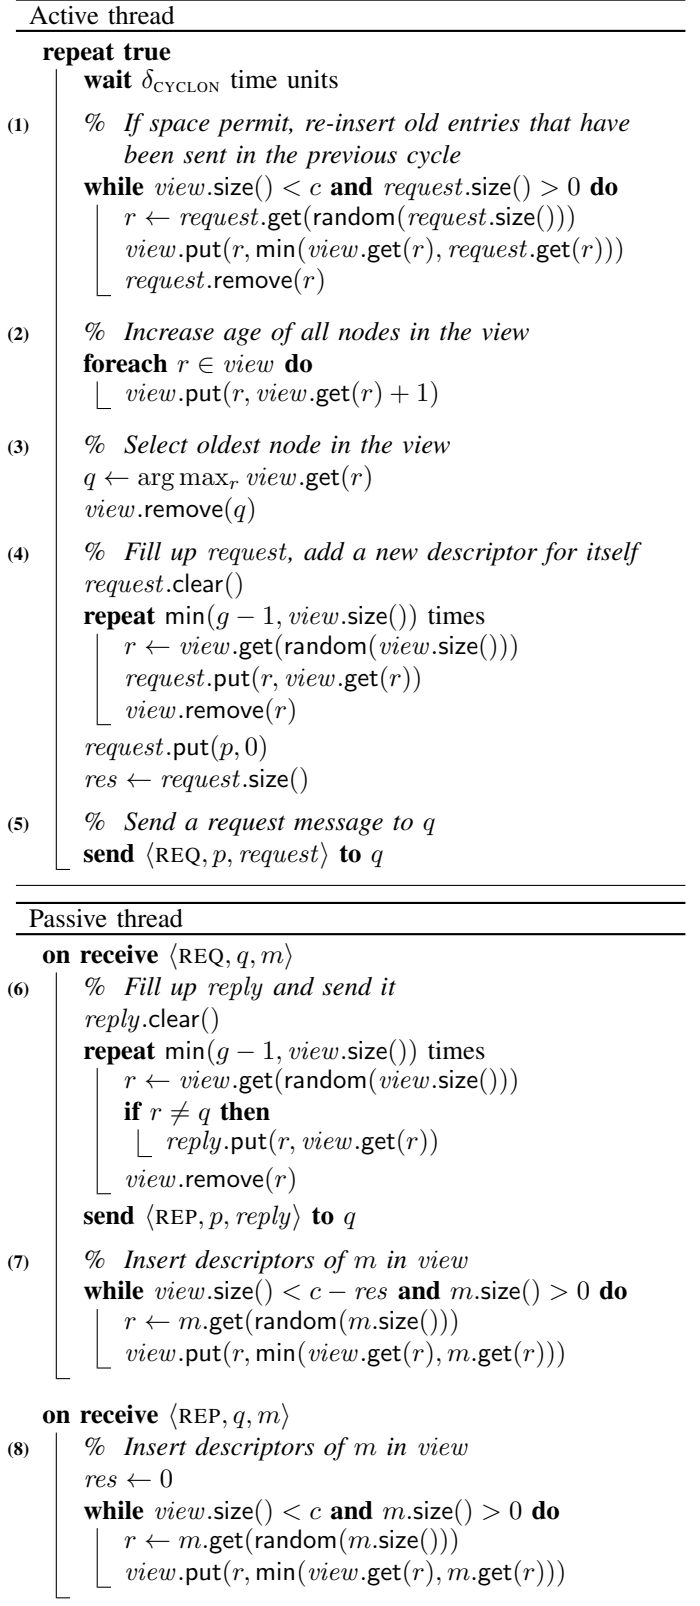 Active thread
repeat true
wait δCYCLON time units
(1) % If space permit, re-insert old entries that have
been sent in the previous cycle
while view.size() < c and request.size() > 0 do
r ← request.get(random(request.size()))
view.put(r, min(view.get(r), request.get(r)))
request.remove(r)
(2) % Increase age of all nodes in the view
foreach r ∈ view do
view.put(r, view.get(r) + 1)
(3) % Select oldest node in the view
q ← arg maxr view.get(r)
view.remove(q)
(4) % Fill up request, add a new descriptor for itself
request.clear()
repeat min(g − 1, view.size()) times
r ← view.get(random(view.size()))
request.put(r, view.get(r))
view.remove(r)
request.put(p, 0)
res ← request.size()
(5) % Send a request message to q
send ⟨REQ, p, request⟩ to q
Passive thread
on receive ⟨REQ, q, m⟩
(6) % Fill up reply and send it
reply.clear()
repeat min(g − 1, view.size()) times
r ← view.get(random(view.size()))
if r ≠ q then
reply.put(r, view.get(r))
view.remove(r)
send ⟨REP, p, reply⟩ to q
(7) % Insert descriptors of m in view
while view.size() < c − res and m.size() > 0 do
r ← m.get(random(m.size()))
view.put(r, min(view.get(r), m.get(r)))
on receive ⟨REP, q, m⟩
(8) % Insert descriptors of m in view
res ← 0
while view.size() < c and m.size() > 0 do
r ← m.get(random(m.size()))
view.put(r, min(view.get(r), m.get(r)))